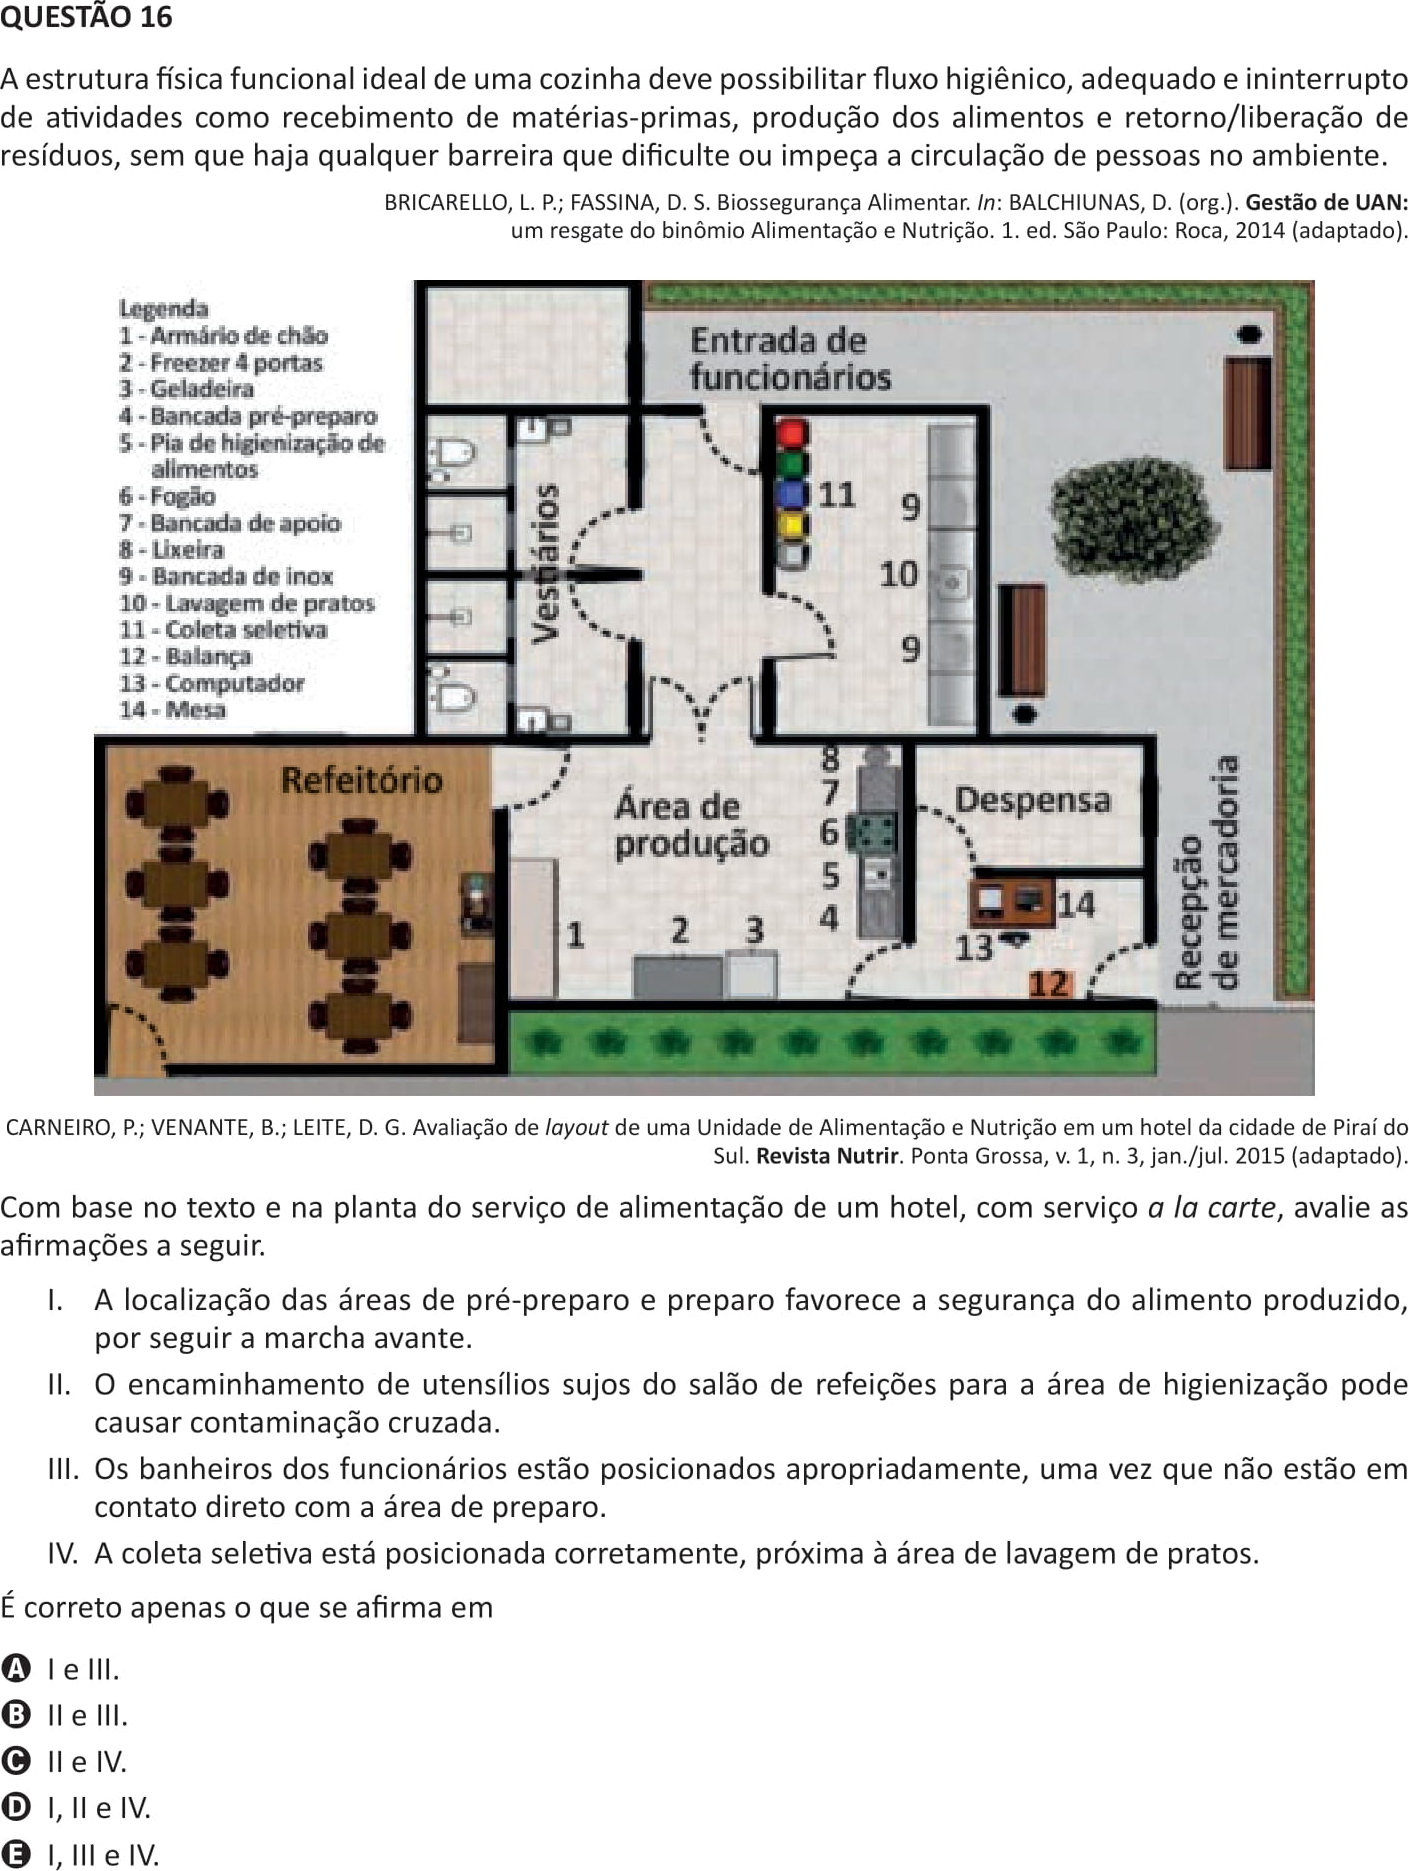 QUESTÃO 16
A estrutura física funcional ideal de uma cozinha deve possibilitar fluxo higiênico, adequado e ininterrupto
de atividades como recebimento de matérias-primas, produção dos alimentos e retorno/liberação de
resíduos, sem que haja qualquer barreira que dificulte ou impeça a circulação de pessoas no ambiente.
BRICARELLO, L. P.; FASSINA, D. S. Biossegurança Alimentar. In: BALCHIUNAS, D. (org.). Gestão de UAN:
um resgate do binômio Alimentação e Nutrição. 1. ed. São Paulo: Roca, 2014 (adaptado).
Legenda
1 - Armário de chão
2 - Freezer 4 portas
3 - Geladeira
4 - Bancada pré-preparo
5 - Pia de higienização de
alimentos
6 - Fogão
7 - Bancada de apoio
8 - Lixeira
9 - Bancada de inox
10 - Lavagem de pratos
11 - Coleta seletiva
12 - Balança
13 - Computador
14 - Mesa
Entrada de
funcionários
Vestiários
11
9
10
9
Refeitório
Área de
produção
8
7
6
5
4
Despensa
Recepção
de mercadoria
1
2
3
13
14
12
CARNEIRO, P.; VENANTE, B.; LEITE, D. G. Avaliação de layout de uma Unidade de Alimentação e Nutrição em um hotel da cidade de Piraí do
Sul. Revista Nutrir. Ponta Grossa, v. 1, n. 3, jan./jul. 2015 (adaptado).
Com base no texto e na planta do serviço de alimentação de um hotel, com serviço a la carte, avalie as
afirmações a seguir.
I. A localização das áreas de pré-preparo e preparo favorece a segurança do alimento produzido,
por seguir a marcha avante.
II. O encaminhamento de utensílios sujos do salão de refeições para a área de higienização pode
causar contaminação cruzada.
III. Os banheiros dos funcionários estão posicionados apropriadamente, uma vez que não estão em
contato direto com a área de preparo.
IV. A coleta seletiva está posicionada corretamente, próxima à área de lavagem de pratos.
É correto apenas o que se afirma em
A I e III.
B II e III.
C II e IV.
D I, II e IV.
E I, III e IV.